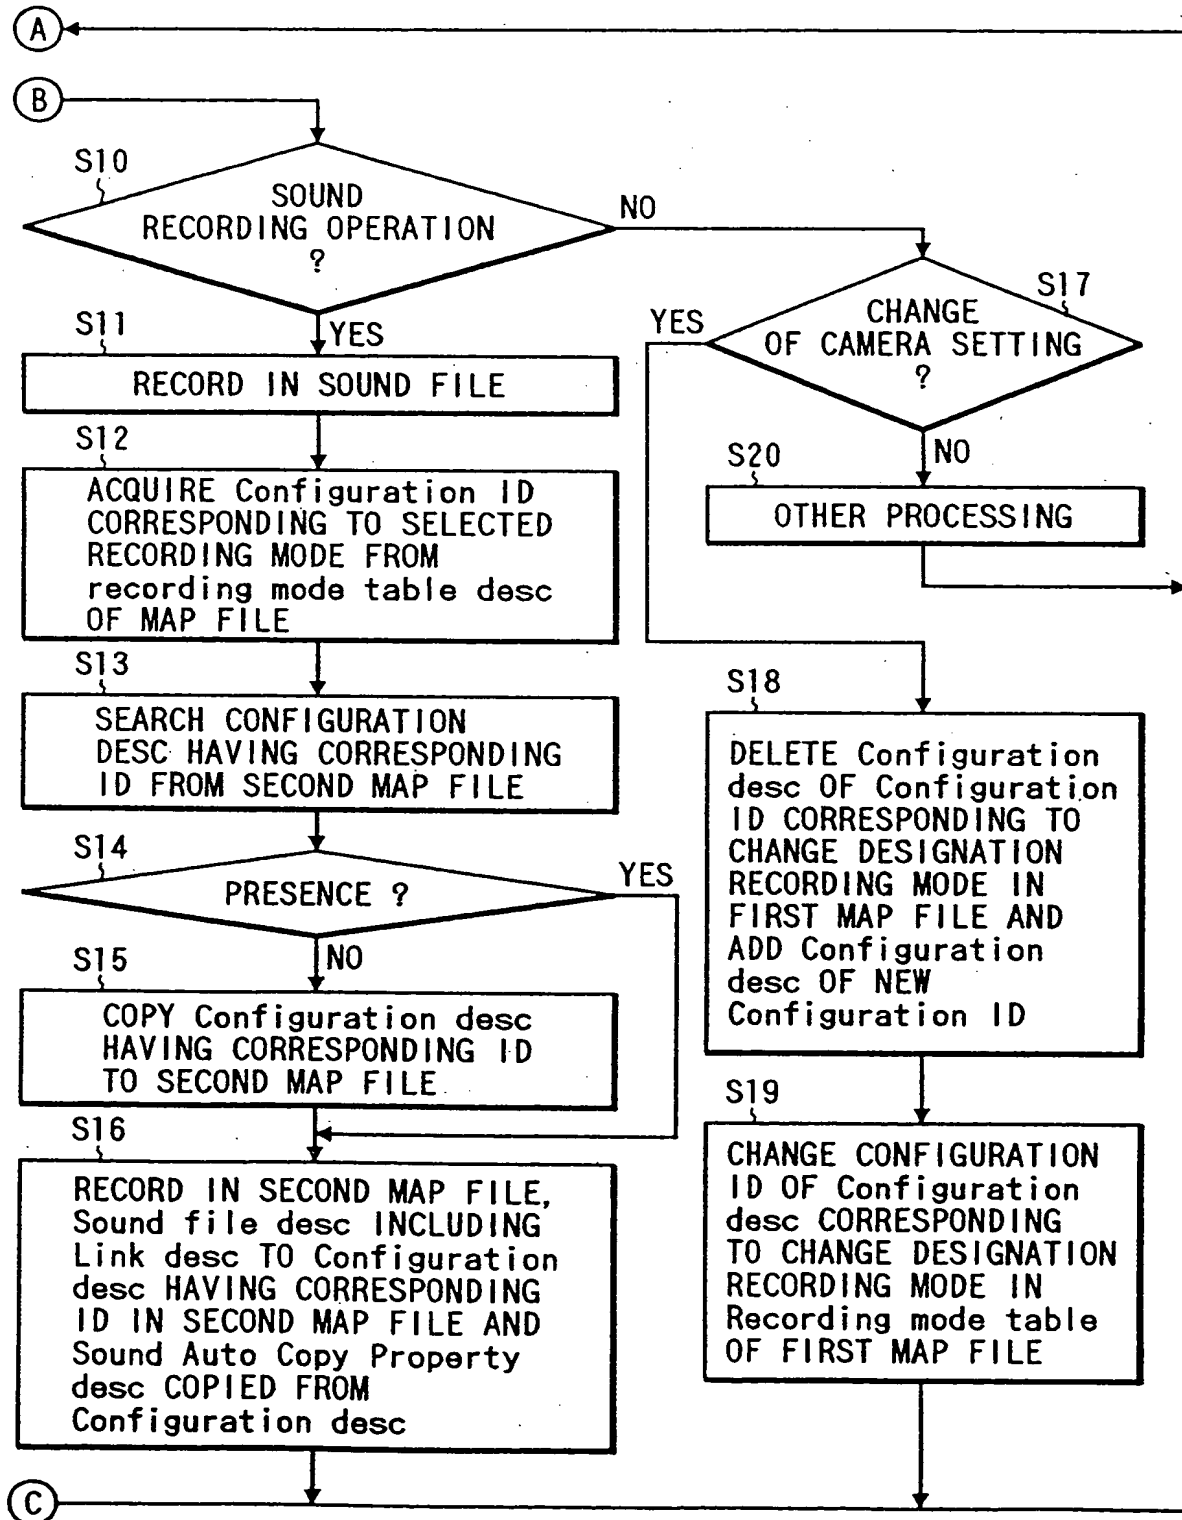 A
B
S10
SOUND
RECORDING OPERATION
?
NO
YES
S11
RECORD IN SOUND FILE
S12
ACQUIRE Configuration ID
CORRESPONDING TO SELECTED
RECORDING MODE FROM
recording mode table desc
OF MAP FILE
S13
SEARCH CONFIGURATION
DESC HAVING CORRESPONDING
ID FROM SECOND MAP FILE
S14
PRESENCE ?
YES
NO
S15
COPY Configuration desc
HAVING CORRESPONDING ID
TO SECOND MAP FILE
S16
RECORD IN SECOND MAP FILE,
Sound file desc INCLUDING
Link desc TO Configuration
desc HAVING CORRESPONDING
ID IN SECOND MAP FILE AND
Sound Auto Copy Property
desc COPIED FROM
Configuration desc
S17
CHANGE
OF CAMERA SETTING
?
YES
NO
S20
OTHER PROCESSING
S18
DELETE Configuration
desc OF Configuration
ID CORRESPONDING TO
CHANGE DESIGNATION
RECORDING MODE IN
FIRST MAP FILE AND
ADD Configuration
desc OF NEW
Configuration ID
S19
CHANGE CONFIGURATION
ID OF Configuration
desc CORRESPONDING
TO CHANGE DESIGNATION
RECORDING MODE IN
Recording mode table
OF FIRST MAP FILE
C